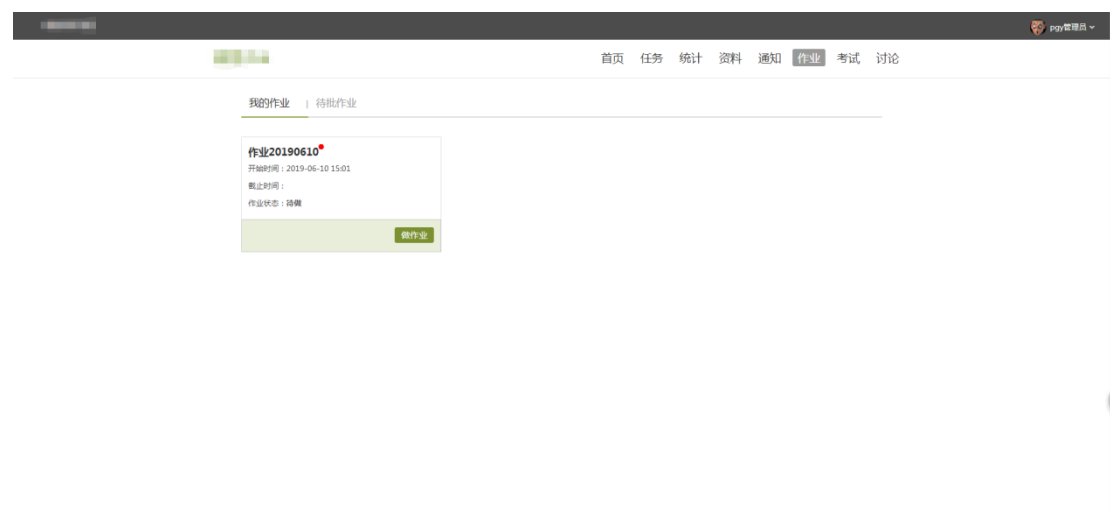 pgy管理员
首页 任务 统计 资料 通知 作业 考试 讨论
我的作业 | 待批作业
作业20190610
开始时间：2019-06-10 15:01
截止时间：
作业状态：待做
做作业